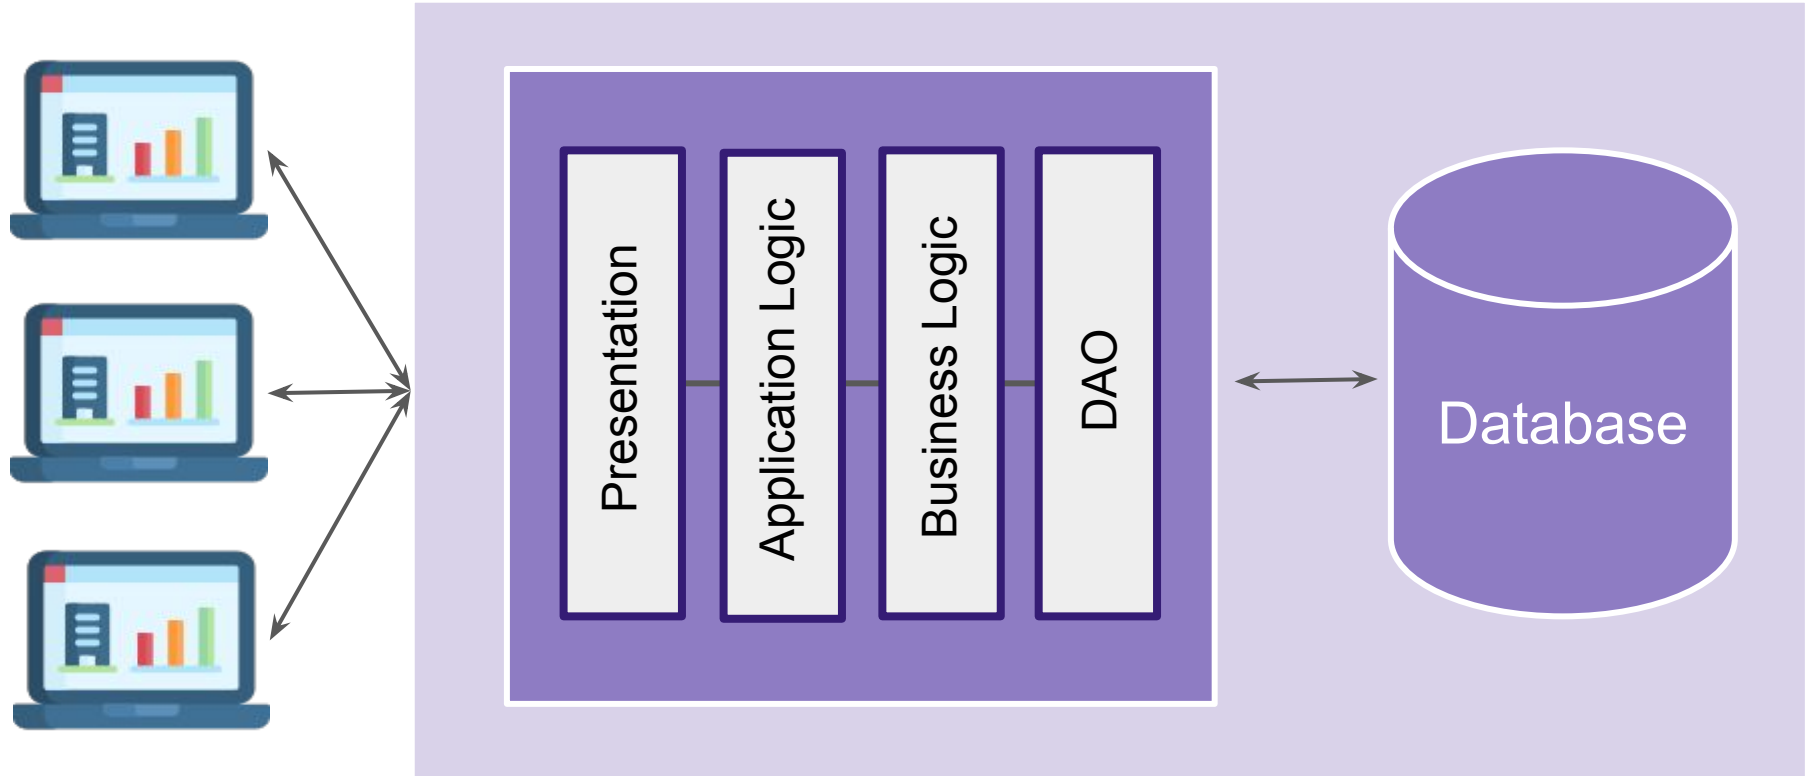 Presentation
Application Logic
Business Logic
DAO
Database